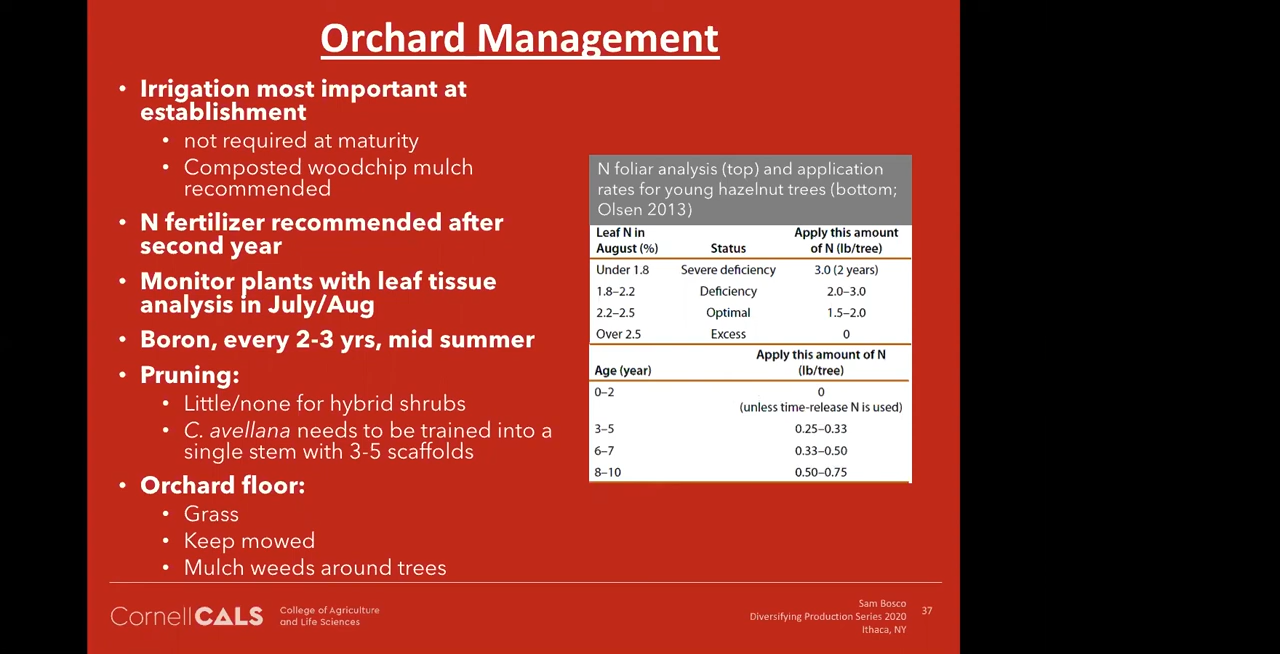 Orchard Management
• Irrigation most important at
establishment
• not required at maturity
• Composted woodchip mulch
recommended
• N fertilizer recommended after
second year
• Monitor plants with leaf tissue
analysis in July/Aug
• Boron, every 2-3 yrs, mid summer
• Pruning:
• Little/none for hybrid shrubs
• C. avellana needs to be trained into a
single stem with 3-5 scaffolds
• Orchard floor:
• Grass
• Keep mowed
• Mulch weeds around trees
N foliar analysis (top) and application
rates for young hazelnut trees (bottom;
Olsen 2013)
Leaf N in August (%) Status Apply this amount of N (lb/tree)
Under 1.8 Severe deficiency 3.0 (2 years)
1.8–2.2 Deficiency 2.0–3.0
2.2–2.5 Optimal 1.5–2.0
Over 2.5 Excess 0
Age (year) Apply this amount of N (lb/tree)
0–2 0
(unless time-release N is used)
3–5 0.25–0.33
6–7 0.33–0.50
8–10 0.50–0.75
CornellCALS
College of Agriculture
and Life Sciences
Sam Bosco
Diversifying Production Series 2020
Ithaca, NY
37